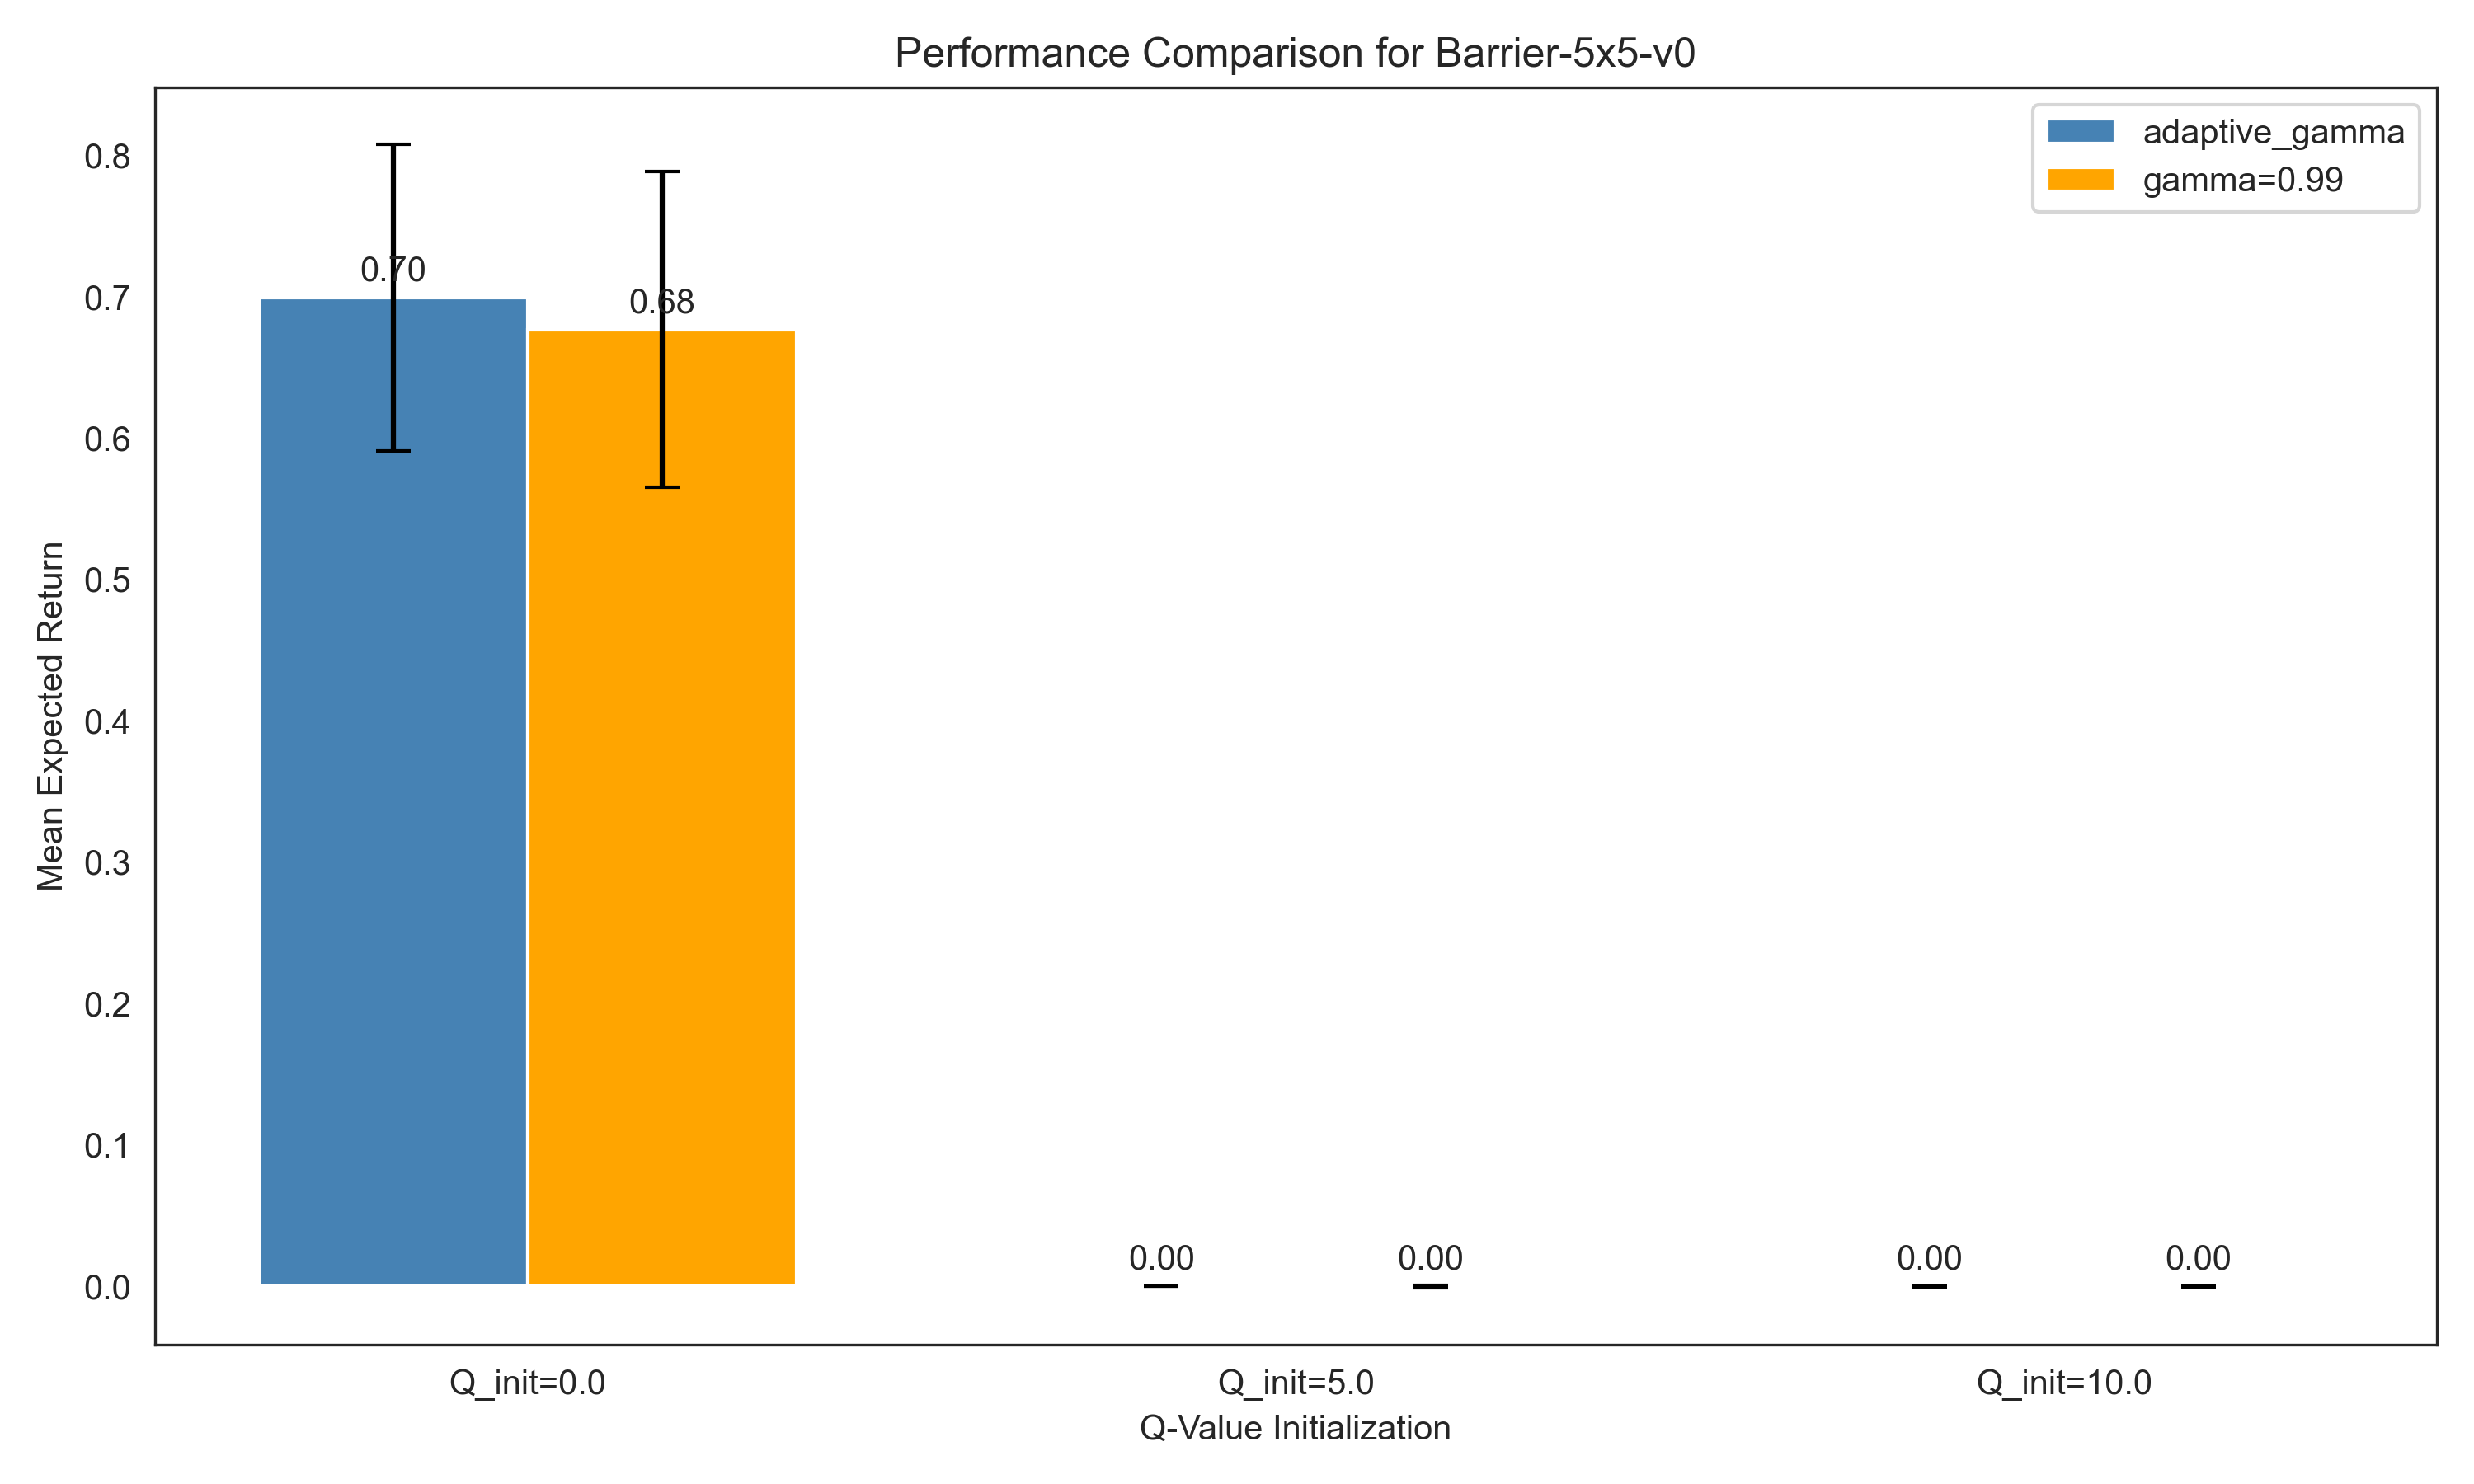 Performance Comparison for Barrier-5x5-v0
adaptive_gamma
gamma=0.99
Mean Expected Return
0.8
0.7
0.6
0.5
0.4
0.3
0.2
0.1
0.0
0.70
0.68
0.00
0.00
0.00
0.00
Q_init=0.0
Q_init=5.0
Q_init=10.0
Q-Value Initialization